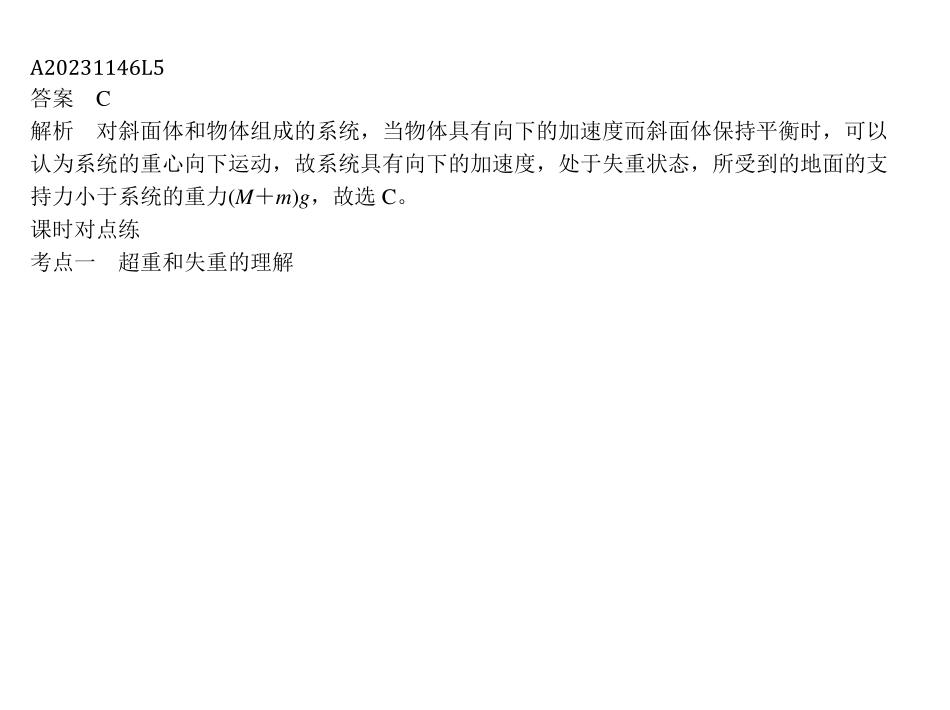 A20231146L5
答案　C
解析　对斜面体和物体组成的系统，当物体具有向下的加速度而斜面体保持平衡时，可以
认为系统的重心向下运动，故系统具有向下的加速度，处于失重状态，所受到的地面的支
持力小于系统的重力(M＋m)g，故选 C。
课时对点练
考点一　超重和失重的理解